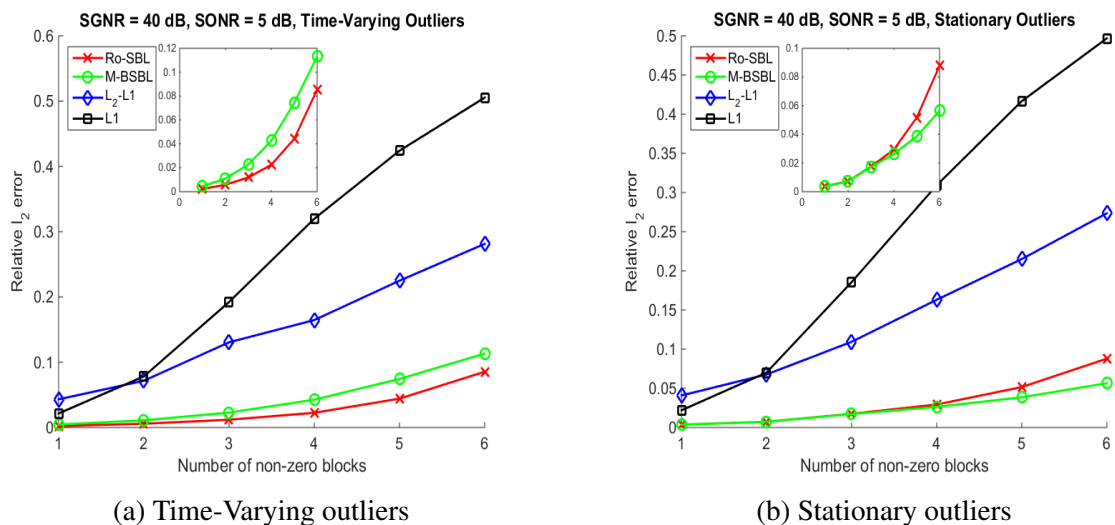 SGNR = 40 dB, SONR = 5 dB, Time-Varying Outliers
0.6
0.5
0.4
0.3
0.2
0.1
0
Relative l2 error
Ro-SBL
M-BSBL
L2-L1
L1
0.12
0.1
0.08
0.06
0.04
0.02
0
0 2 4 6
1 2 3 4 5 6
Number of non-zero blocks
(a) Time-Varying outliers
SGNR = 40 dB, SONR = 5 dB, Stationary Outliers
0.5
0.45
0.4
0.35
0.3
0.25
0.2
0.15
0.1
0.05
0
Relative l2 error
Ro-SBL
M-BSBL
L2-L1
L1
0.1
0.08
0.06
0.04
0.02
0
0 2 4 6
1 2 3 4 5 6
Number of non-zero blocks
(b) Stationary outliers